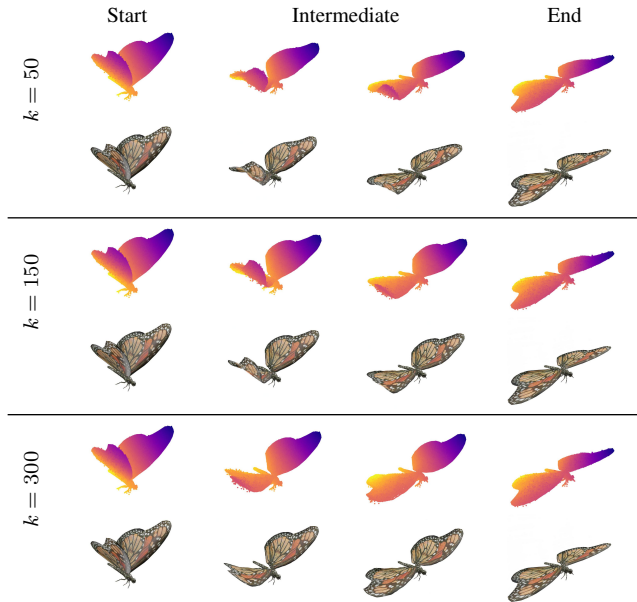 Start Intermediate End
k = 50
k = 150
k = 300